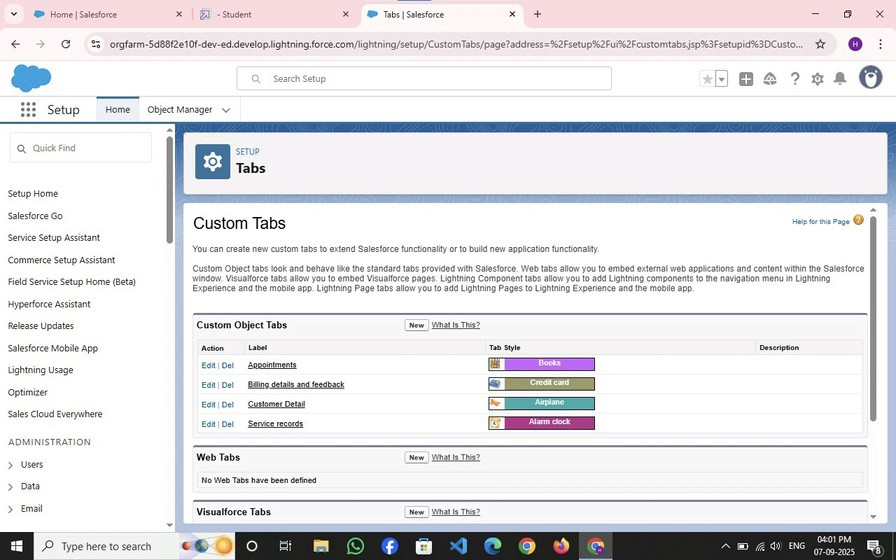 Home | Salesforce
- Student
Tabs | Salesforce
orgfarm-5d88f2e10f-dev-ed.develop.lightning.force.com/lightning/setup/CustomTabs/page?address=%2Fsetup%2Fui%2Fcustomtabs.jsp%3Fsetupid%3DCusto...
H
Search Setup
Setup
Home
Object Manager
Quick Find
SETUP
Tabs
Setup Home
Salesforce Go
Service Setup Assistant
Commerce Setup Assistant
Field Service Setup Home (Beta)
Hyperforce Assistant
Release Updates
Salesforce Mobile App
Lightning Usage
Optimizer
Sales Cloud Everywhere
ADMINISTRATION
Users
Data
Email
Custom Tabs
Help for this Page ?
You can create new custom tabs to extend Salesforce functionality or to build new application functionality.
Custom Object tabs look and behave like the standard tabs provided with Salesforce. Web tabs allow you to embed external web applications and content within the Salesforce
window. Visualforce tabs allow you to embed Visualforce pages. Lightning Component tabs allow you to add Lightning components to the navigation menu in Lightning
Experience and the mobile app. Lightning Page tabs allow you to add Lightning Pages to Lightning Experience and the mobile app.
Custom Object Tabs New What Is This?
Action Label Tab Style Description
Edit | Del Appointments Books
Edit | Del Billing details and feedback Credit card
Edit | Del Customer Detail Airplane
Edit | Del Service records Alarm clock
Web Tabs New What Is This?
No Web Tabs have been defined
Visualforce Tabs New What Is This?
Type here to search
ENG
04:01 PM
07-09-2025
8